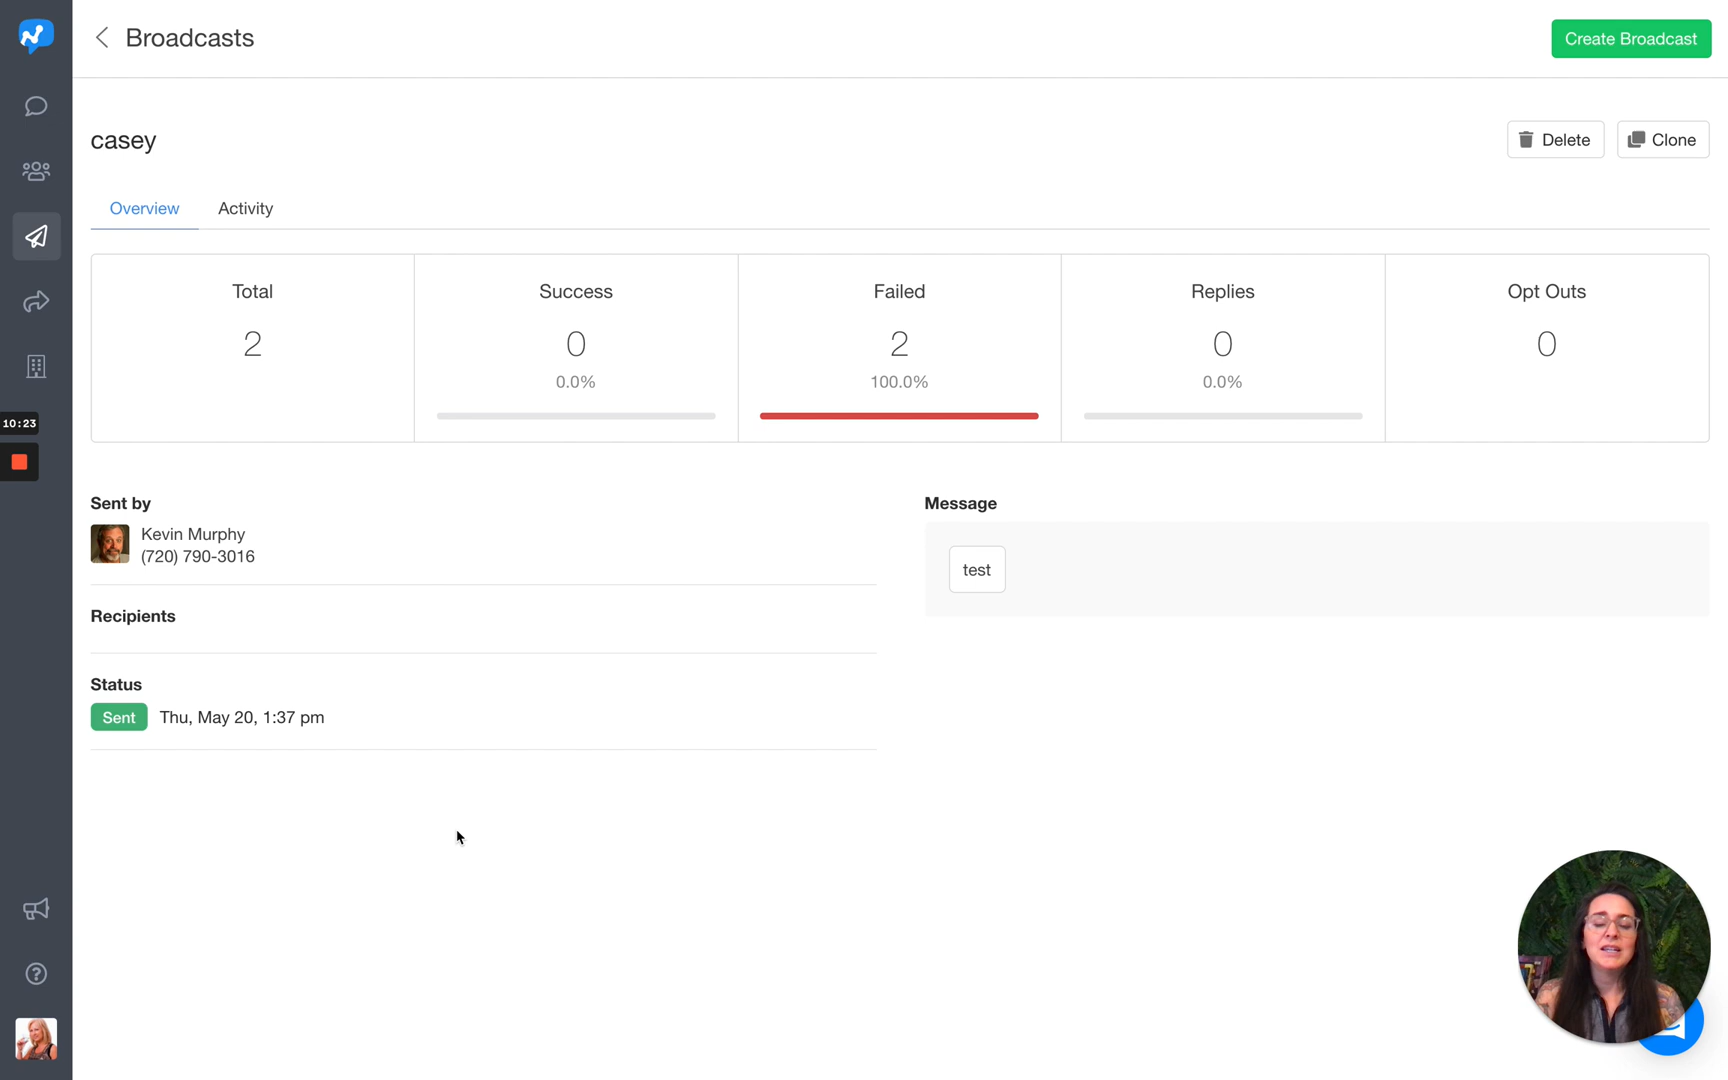 Broadcasts
Create Broadcast
casey
Delete
Clone
Overview
Activity
Total
Success
Failed
Replies
Opt Outs
2
0
2
0
0
0.0%
100.0%
0.0%
10:23
Sent by
Kevin Murphy
(720) 790-3016
Message
test
Recipients
Status
Sent
Thu, May 20, 1:37 pm